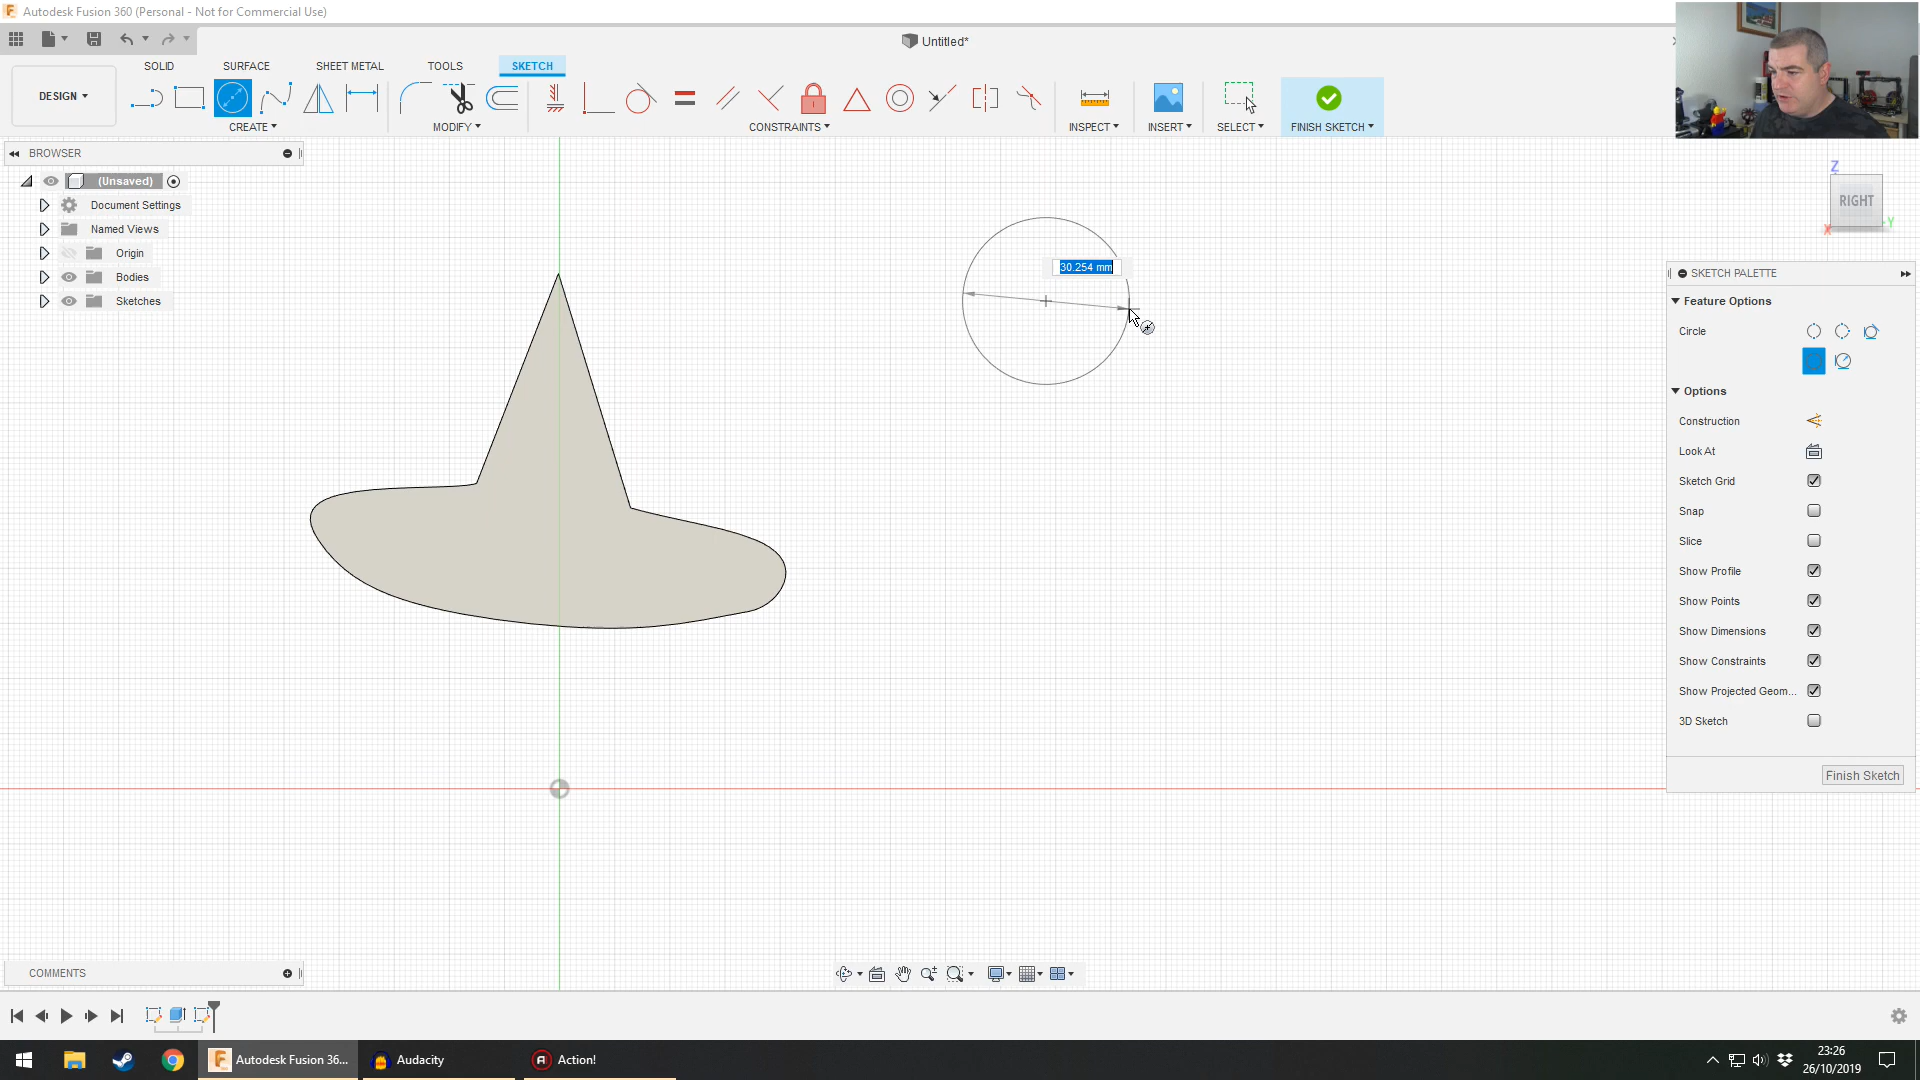 Autodesk Fusion 360 (Personal - Not for Commercial Use)
Untitled*
SOLID
SURFACE
SHEET METAL
TOOLS
SKETCH
DESIGN
CREATE
MODIFY
CONSTRAINTS
INSPECT
INSERT
SELECT
FINISH SKETCH
BROWSER
(Unsaved)
Document Settings
Named Views
Origin
Bodies
Sketches
30.254 mm
Z
RIGHT
X
Y
SKETCH PALETTE
Feature Options
Circle
Options
Construction
Look At
Sketch Grid
Snap
Slice
Show Profile
Show Points
Show Dimensions
Show Constraints
Show Projected Geom...
3D Sketch
Finish Sketch
COMMENTS
Autodesk Fusion 36...
Audacity
Action!
23:26
26/10/2019